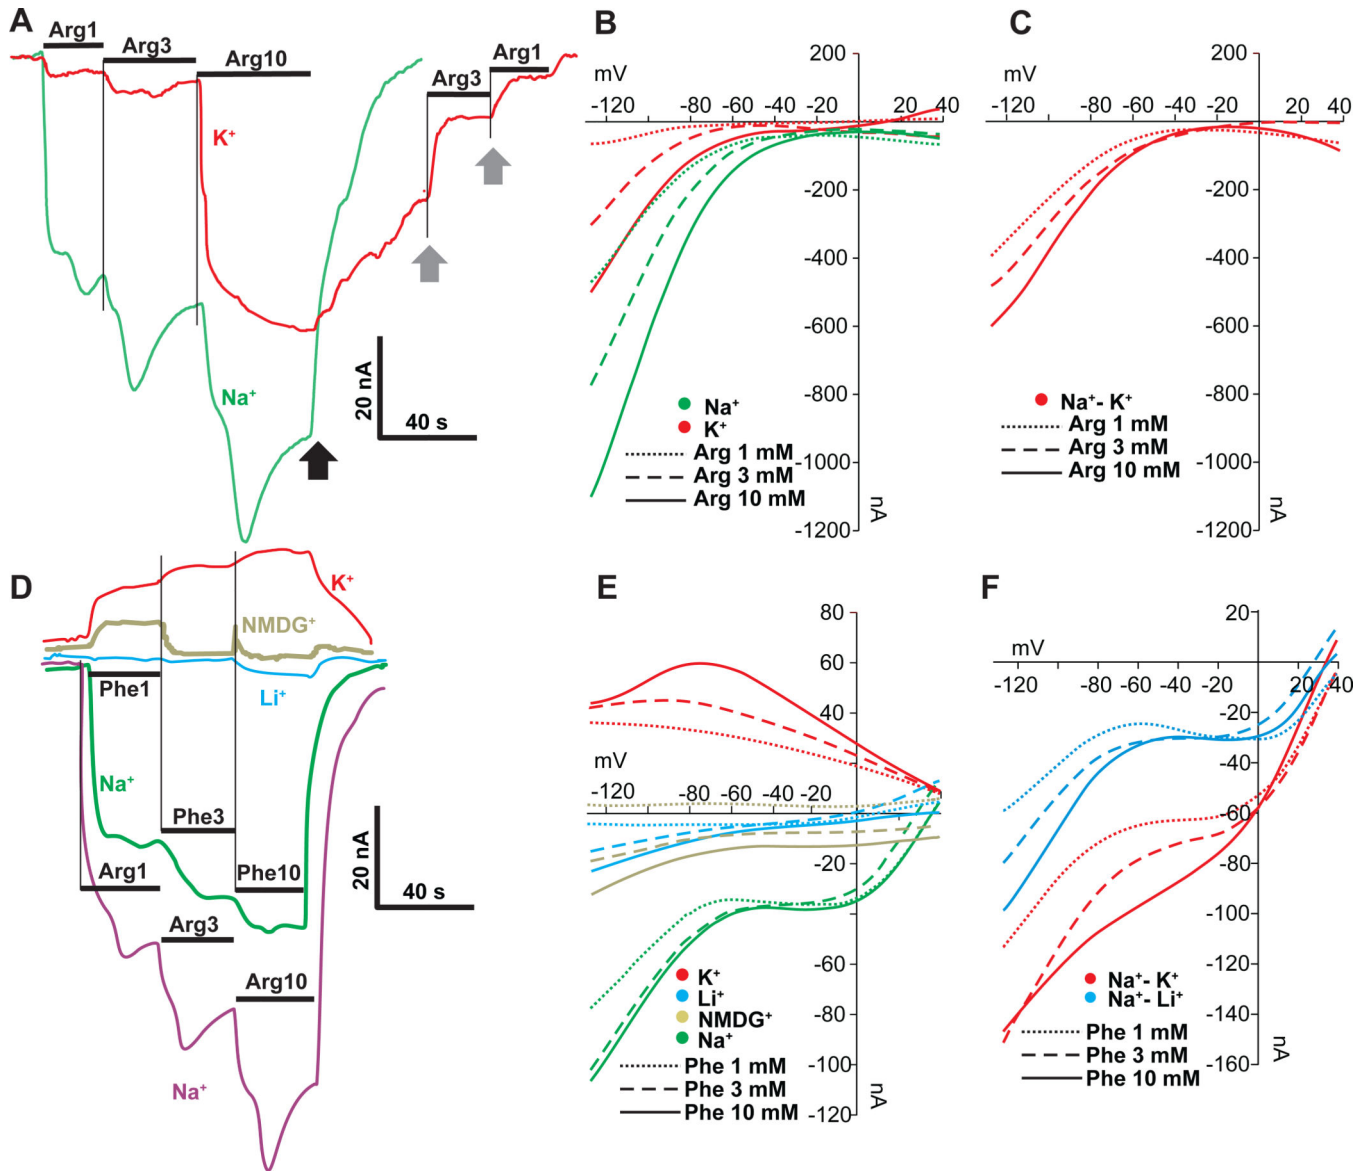 A
Arg1
Arg3
Arg10
K⁺
Na⁺
Arg3
Arg1
20 nA
40 s
B
mV
200
-120 -80 -60 -40 -20 20 40
-200
-400
-600
-800
-1000
-1200
nA
Na⁺
K⁺
Arg 1 mM
Arg 3 mM
Arg 10 mM
C
mV
200
-120 -80 -60 -40 -20 20 40
-200
-400
-600
-800
-1000
-1200
nA
Na⁺- K⁺
Arg 1 mM
Arg 3 mM
Arg 10 mM
D
K⁺
NMDG⁺
Li⁺
Phe1
Na⁺
Phe3
Arg1
Phe10
Arg3
Arg10
Na⁺
20 nA
40 s
E
80
60
40
mV
-120 -80 -60 -40 -20 20 40
-20
-40
-60
-80
-100
-120
nA
K⁺
Li⁺
NMDG⁺
Na⁺
Phe 1 mM
Phe 3 mM
Phe 10 mM
F
20
mV
-120 -80 -60 -40 -20 20 40
-20
-40
-60
-80
-100
-120
-140
-160
nA
Na⁺- K⁺
Na⁺- Li⁺
Phe 1 mM
Phe 3 mM
Phe 10 mM